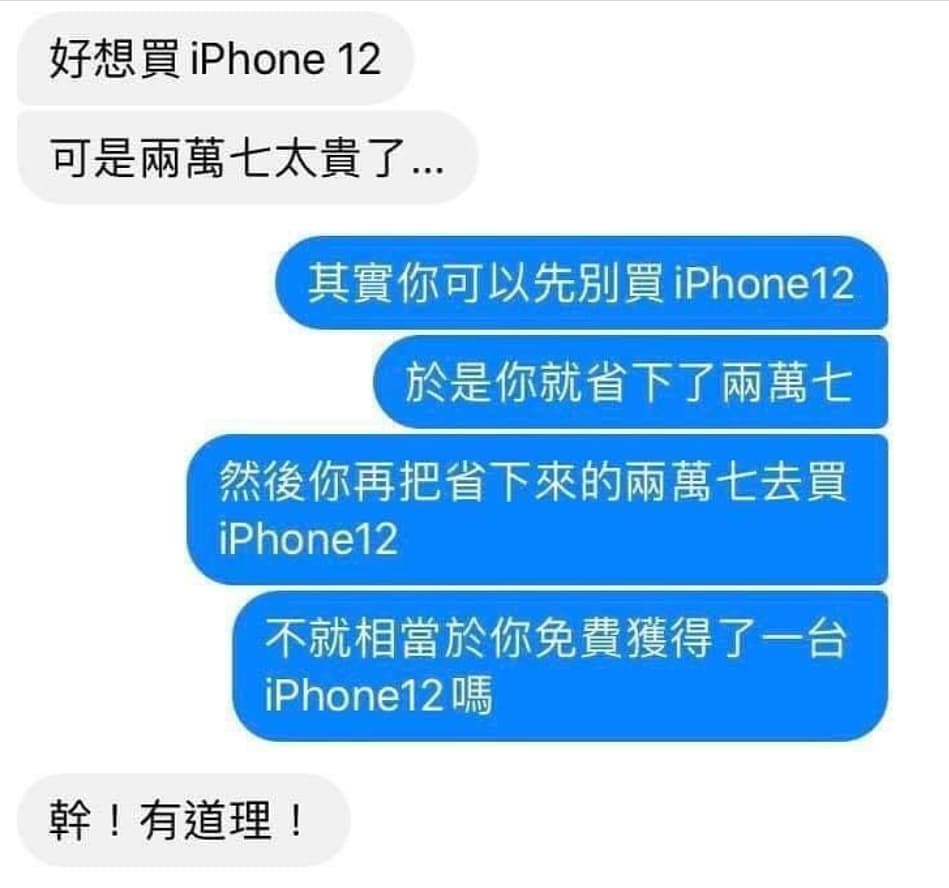 好想買 iPhone 12
可是兩萬七太貴了...
其實你可以先別買 iPhone12
於是你就省下了兩萬七
然後你再把省下來的兩萬七去買
iPhone12
不就相當於你免費獲得了一台
iPhone12 嗎
幹！有道理！